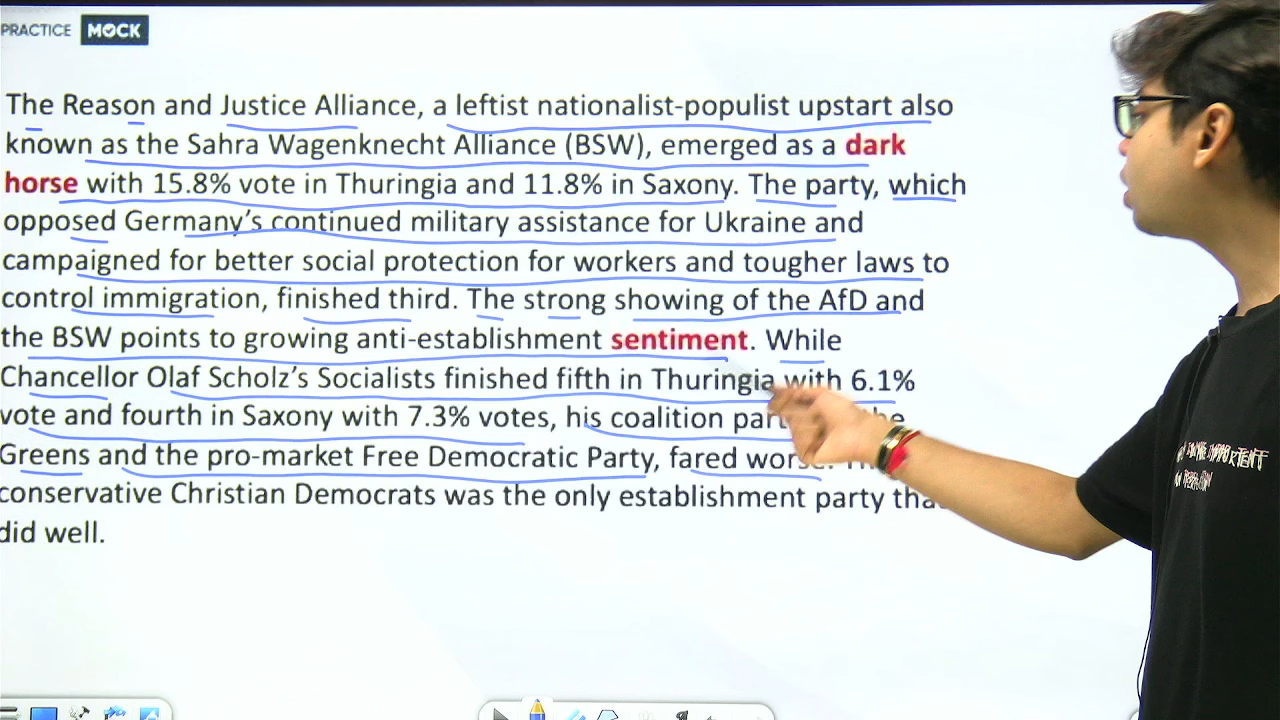 PRACTICE MOCK
The Reason and Justice Alliance, a leftist nationalist-populist upstart also
known as the Sahra Wagenknecht Alliance (BSW), emerged as a dark
horse with 15.8% vote in Thuringia and 11.8% in Saxony. The party, which
opposed Germany's continued military assistance for Ukraine and
campaigned for better social protection for workers and tougher laws to
control immigration, finished third. The strong showing of the AfD and
the BSW points to growing anti-establishment sentiment. While
Chancellor Olaf Scholz's Socialists finished fifth in Thuringia with 6.1%
vote and fourth in Saxony with 7.3% votes, his coalition
Greens and the pro-market Free Democratic Party, fared
conservative Christian Democrats was the only establishment party
did well.